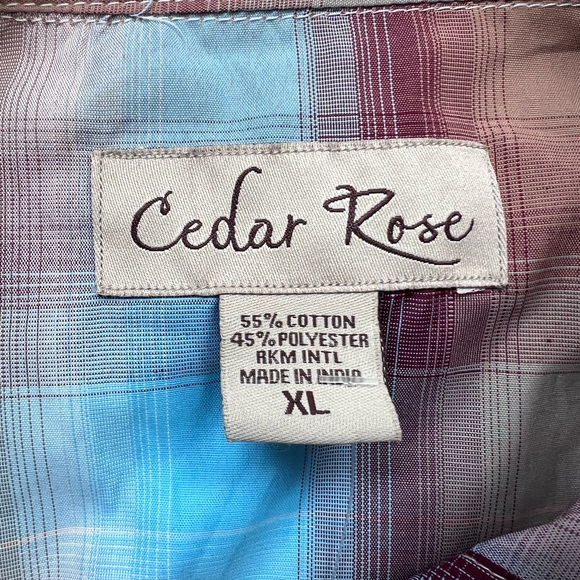 Cedar Rose
55% COTTON
45% POLYESTER
RKM INTL
MADE IN INDIA
XL